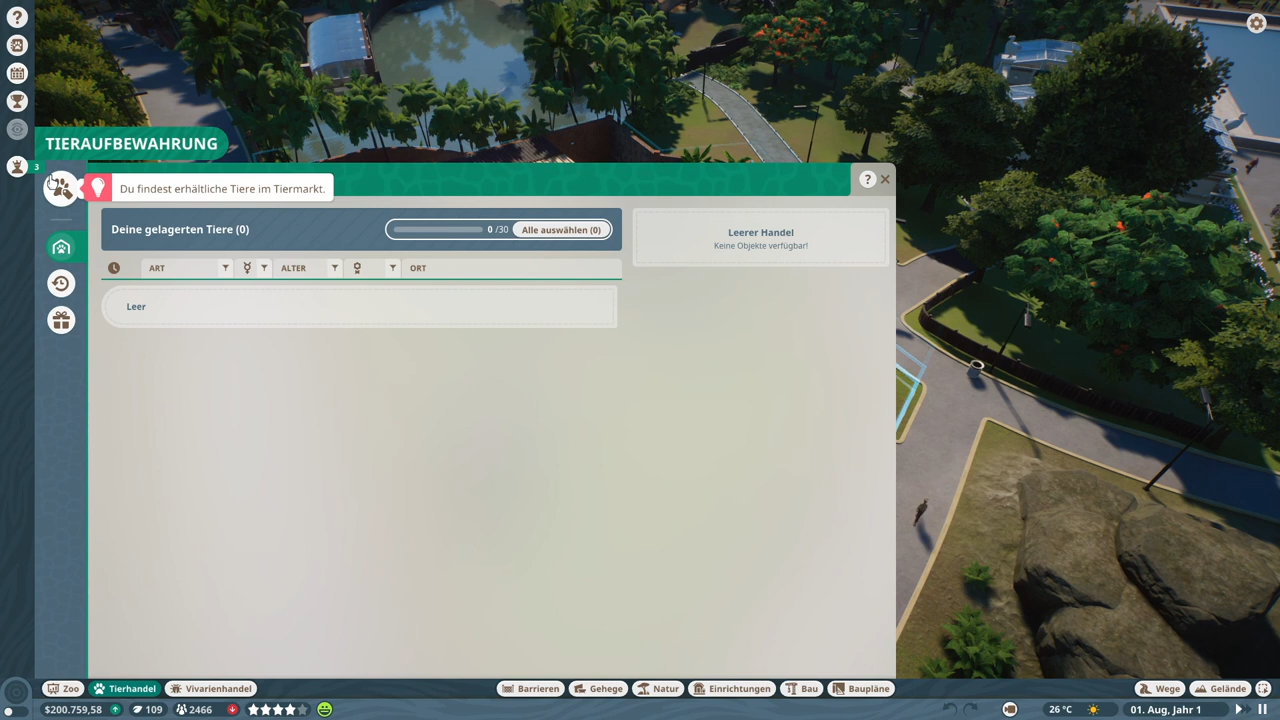 TIERAUFBEWAHRUNG
3
Du findest erhältliche Tiere im Tiermarkt.
?
Deine gelagerten Tiere (0)
0 /30
Alle auswählen (0)
Leerer Handel
Keine Objekte verfügbar!
ART
ALTER
ORT
Leer
Zoo
Tierhandel
Vivarienhandel
Barrieren
Gehege
Natur
Einrichtungen
Bau
Baupläne
Wege
Gelände
$200.759,58
109
2466
26 °C
01. Aug, Jahr 1